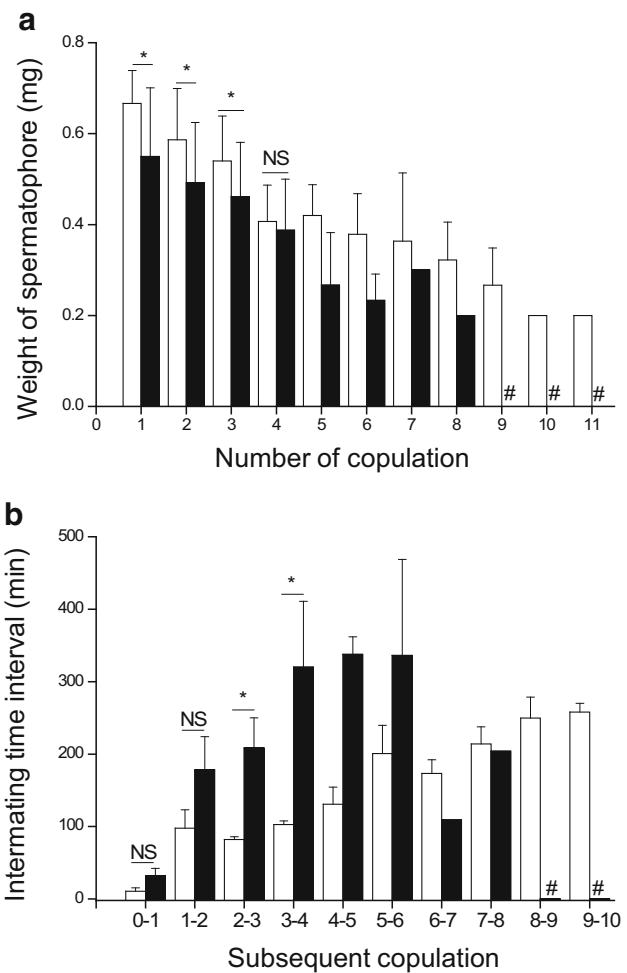 a
Weight of spermatophore (mg)
0.8
0.6
0.4
0.2
0.0
* * * NS
# # #
0 1 2 3 4 5 6 7 8 9 10 11
Number of copulation
b
Intermating time interval (min)
500
400
300
200
100
0
NS NS * *
# #
0-1 1-2 2-3 3-4 4-5 5-6 6-7 7-8 8-9 9-10
Subsequent copulation